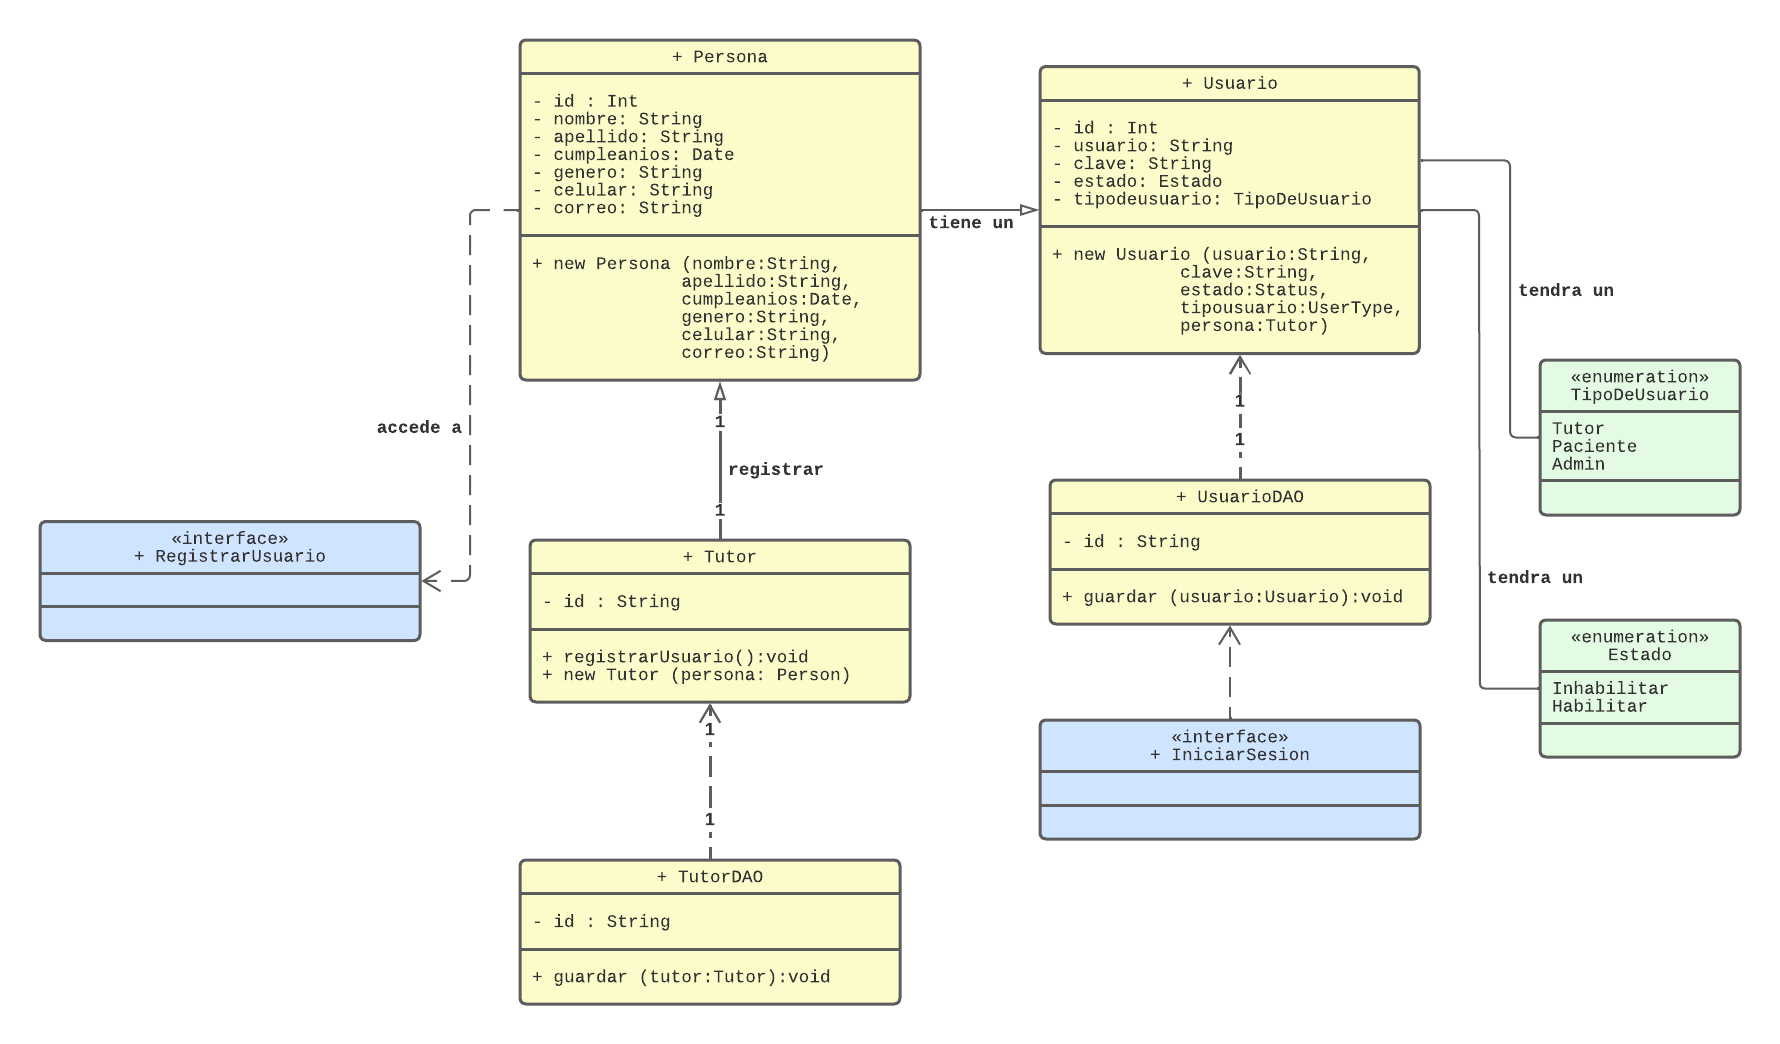 + Persona
- id : Int
- nombre: String
- apellido: String
- cumpleanios: Date
- genero: String
- celular: String
- correo: String
+ new Persona (nombre:String,
apellido:String,
cumpleanios:Date,
genero:String,
celular:String,
correo:String)
tiene un
+ Usuario
- id : Int
- usuario: String
- clave: String
- estado: Estado
- tipodeusuario: TipoDeUsuario
+ new Usuario (usuario:String,
clave:String,
estado:Status,
tipousuario:UserType,
persona:Tutor)
tendra un
«enumeration»
TipoDeUsuario
Tutor
Paciente
Admin
tendra un
«enumeration»
Estado
Inhabilitar
Habilitar
accede a
«interface»
+ RegistrarUsuario
1
registrar
1
+ Tutor
- id : String
+ registrarUsuario():void
+ new Tutor (persona: Person)
1
1
+ TutorDAO
- id : String
+ guardar (tutor:Tutor):void
1
1
+ UsuarioDAO
- id : String
+ guardar (usuario:Usuario):void
«interface»
+ IniciarSesion